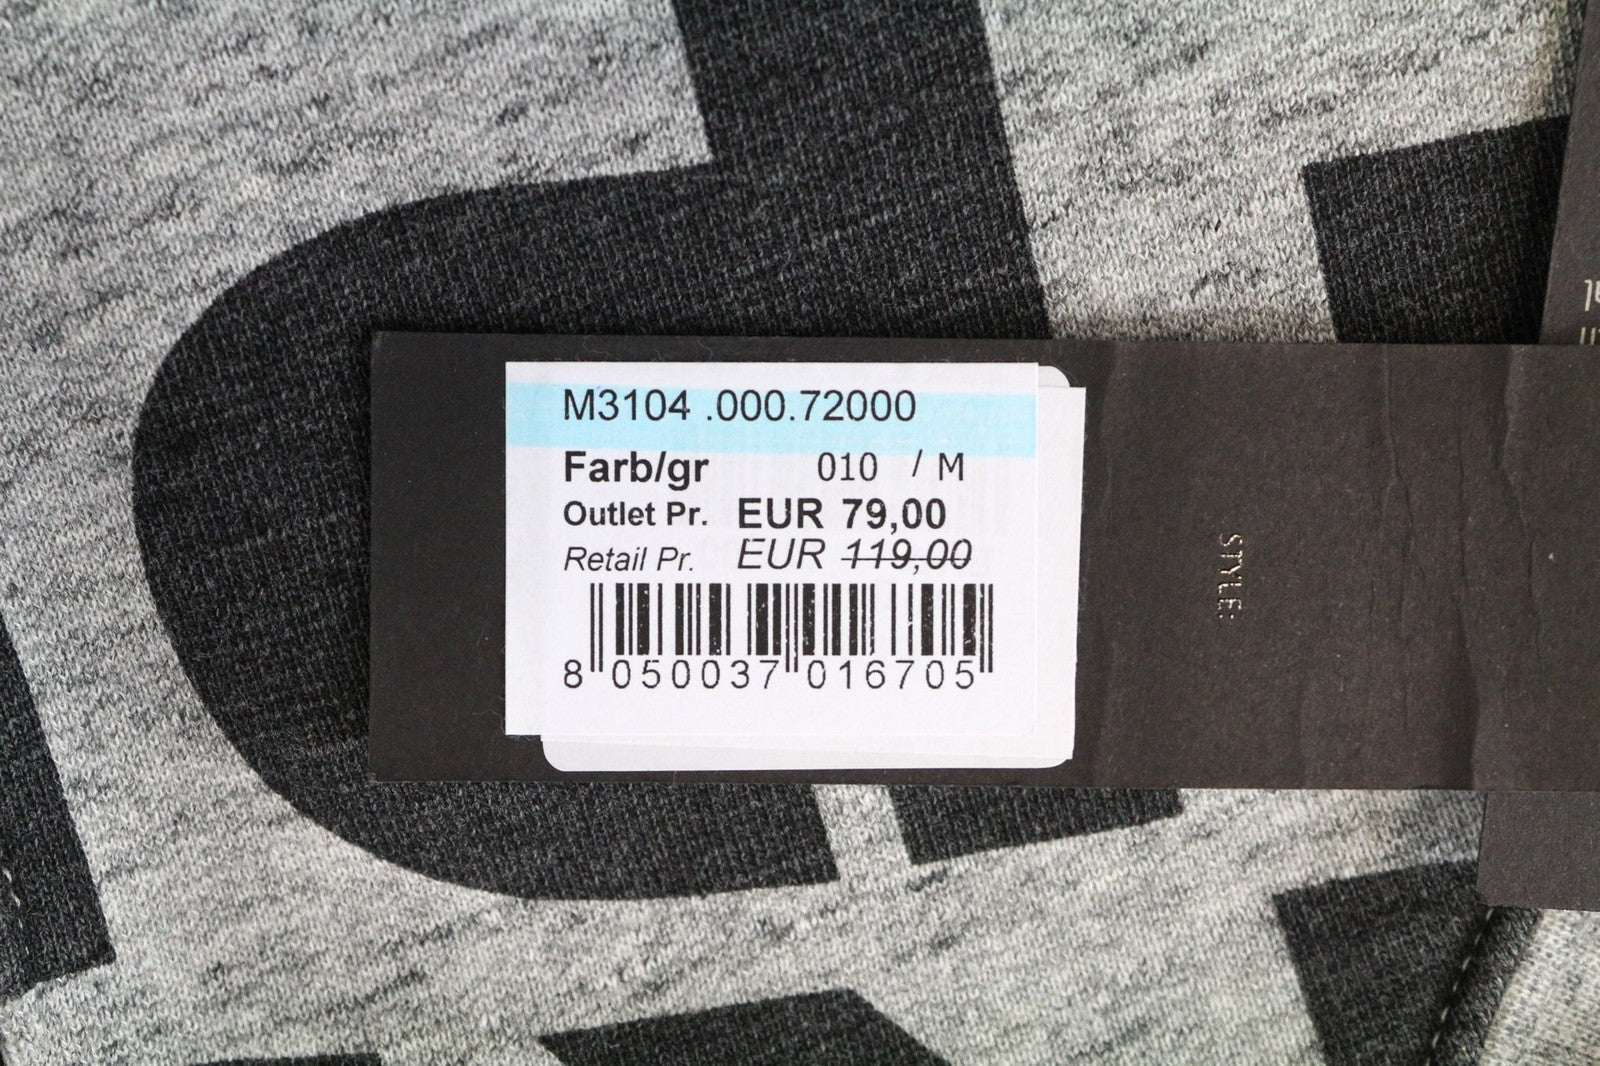 M3104 .000.72000
Farb/gr 010 / M
Outlet Pr. EUR 79,00
Retail Pr. EUR 119,00
8 050037 016705
STYLE: